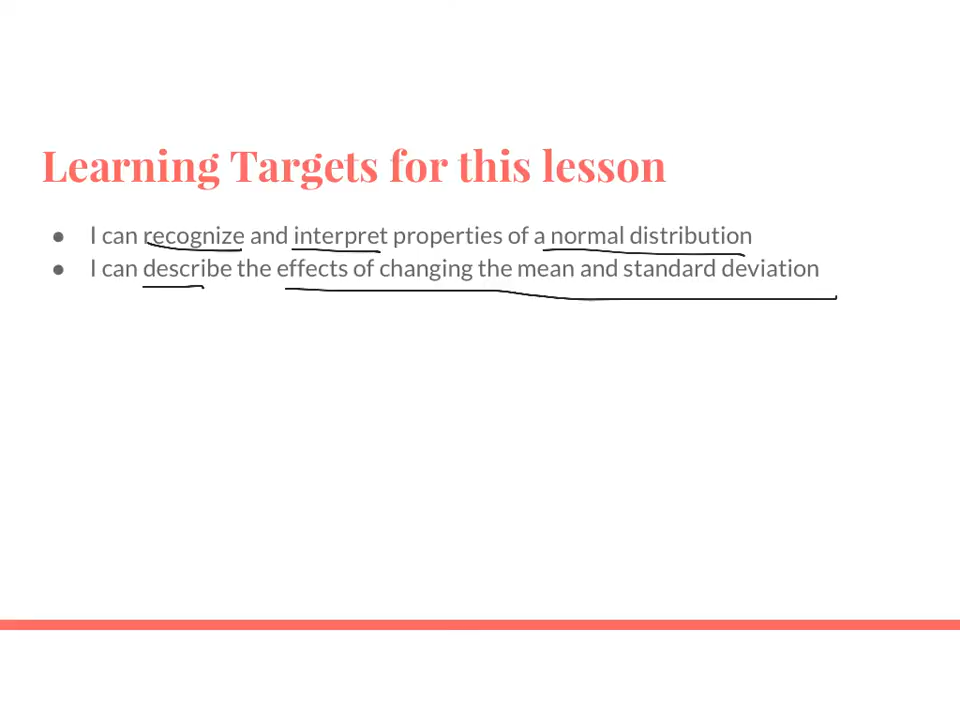 Learning Targets for this lesson
● I can recognize and interpret properties of a normal distribution
● I can describe the effects of changing the mean and standard deviation